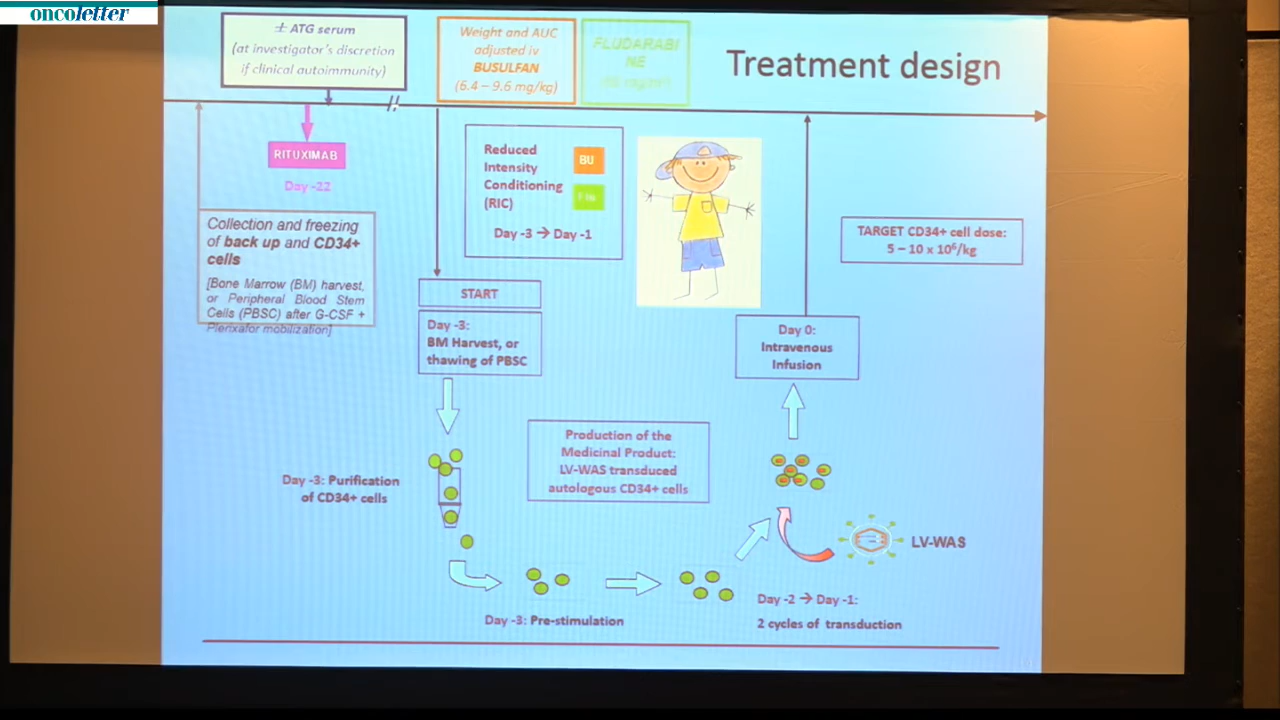 oncoletter
± ATG serum
(at investigator's discretion
if clinical autoimmunity)
Weight and AUC
adjusted iv
BUSULFAN
(6.4 – 9.6 mg/kg)
FLUDARABI
NE
Treatment design
RITUXIMAB
Day -22
Collection and freezing
of back up and CD34+
cells
[Bone Marrow (BM) harvest,
or Peripheral Blood Stem
Cells (PBSC) after G-CSF +
Plerixafor mobilization]
Reduced
Intensity
Conditioning
(RIC)
BU
Flu
Day -3 → Day -1
TARGET CD34+ cell dose:
5 – 10 x 10⁶/kg
START
Day -3:
BM Harvest, or
thawing of PBSC
Day 0:
Intravenous
Infusion
Production of the
Medicinal Product:
LV-WAS transduced
autologous CD34+ cells
Day -3: Purification
of CD34+ cells
LV-WAS
Day -3: Pre-stimulation
Day -2 → Day -1:
2 cycles of transduction